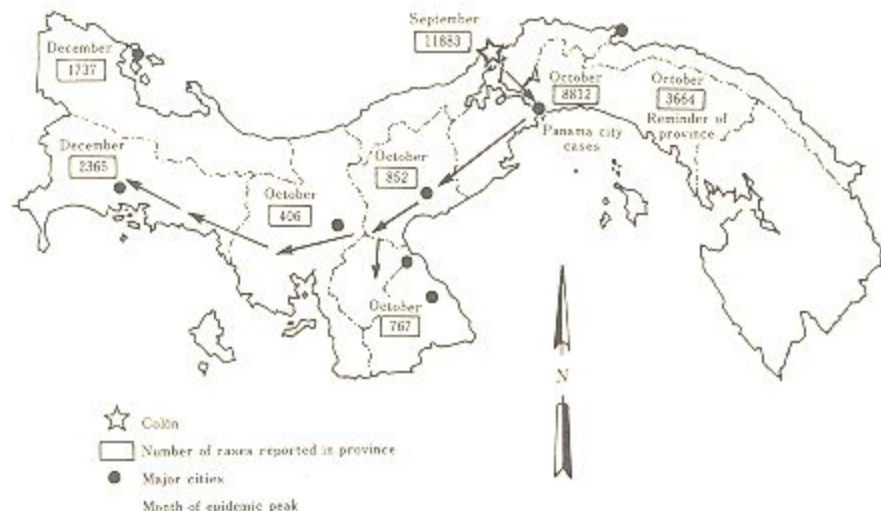 September
11883
December
1737
October
8812
October
3664
Reminder of
province
Panama city
cases
December
2365
October
852
October
406
October
767
N
Colón
Number of cases reported in province
Major cities
Month of epidemic peak